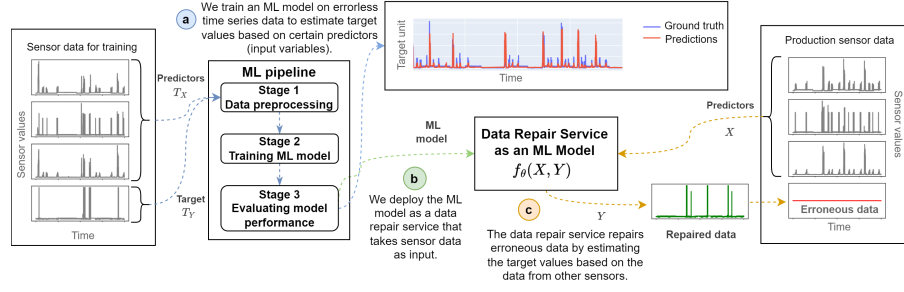 a
We train an ML model on errorless
time series data to estimate target
values based on certain predictors
(input variables).
Target unit
Time
Ground truth
Predictions
Sensor data for training
Sensor values
Time
Predictors
T_X
Target
T_Y
ML pipeline
Stage 1
Data preprocessing
Stage 2
Training ML model
Stage 3
Evaluating model
performance
ML
model
b
We deploy the ML
model as a data
repair service that
takes sensor data
as input.
Data Repair Service
as an ML Model
f_θ(X, Y)
c
The data repair service repairs
erroneous data by estimating
the target values based on the
data from other sensors.
Y
Repaired data
Predictors
X
Production sensor data
Sensor values
Erroneous data
Time